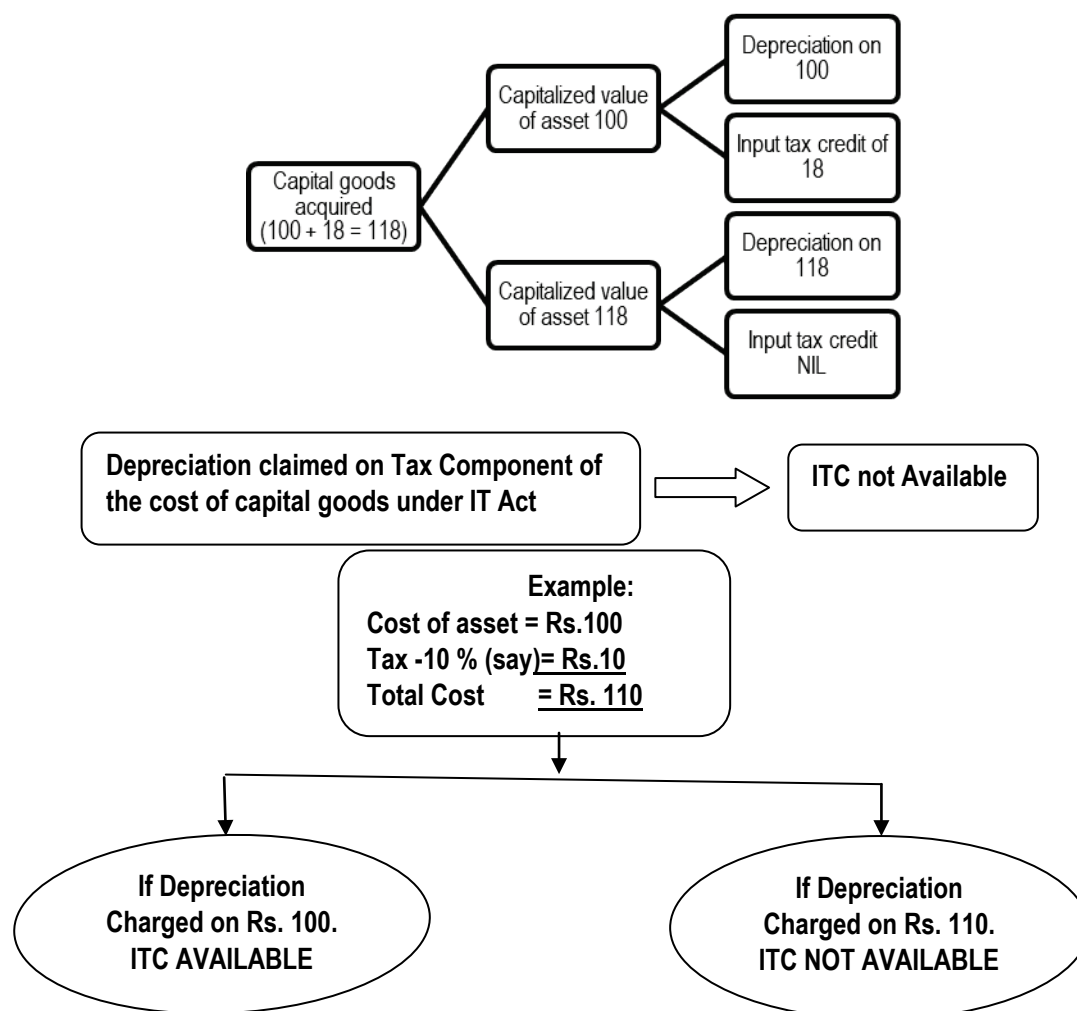 Capital goods
acquired
(100 + 18 = 118)
Capitalized value
of asset 100
Depreciation on
100
Input tax credit of
18
Capitalized value
of asset 118
Depreciation on
118
Input tax credit
NIL
Depreciation claimed on Tax Component of
the cost of capital goods under IT Act
ITC not Available
Example:
Cost of asset = Rs.100
Tax -10 % (say)= Rs.10
Total Cost = Rs. 110
If Depreciation
Charged on Rs. 100.
ITC AVAILABLE
If Depreciation
Charged on Rs. 110.
ITC NOT AVAILABLE